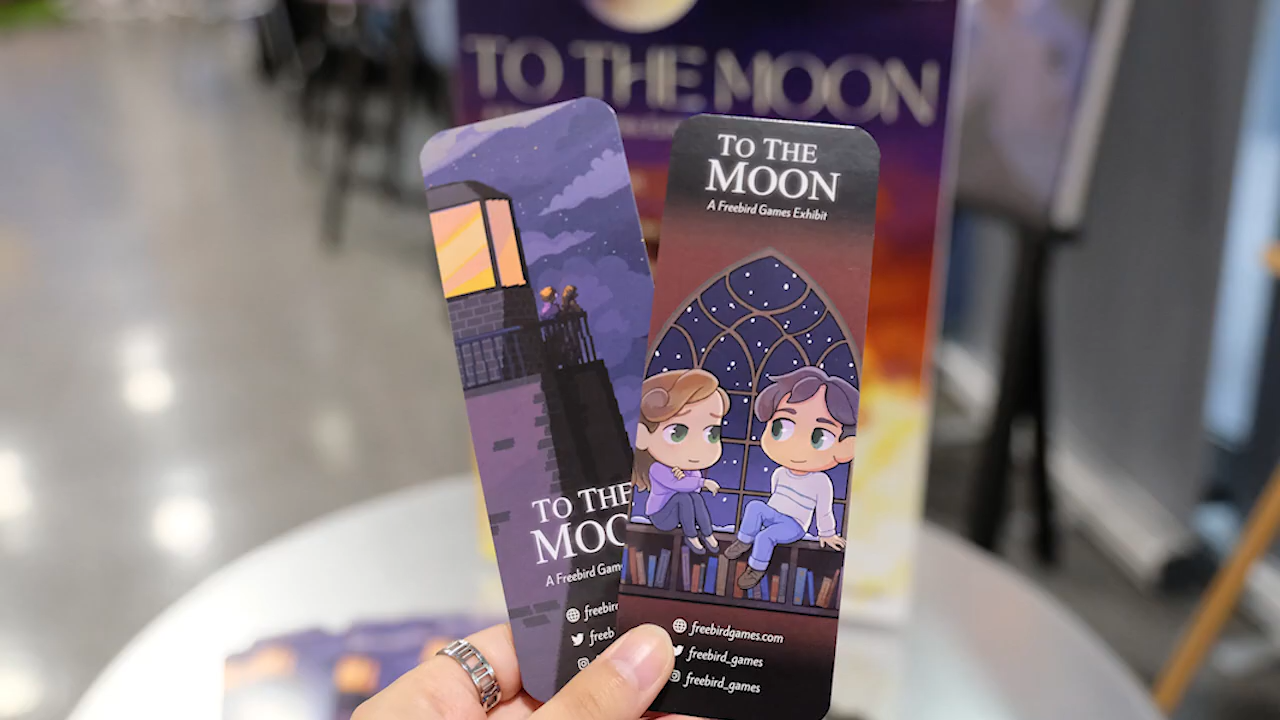 TO THE MOON
TO THE
MOON
A Freebird Games Exhibit
freebirdgames.com
freebird_games
freebird_games
TO THE
MOO
A Freebird Gam
freebir
freeb